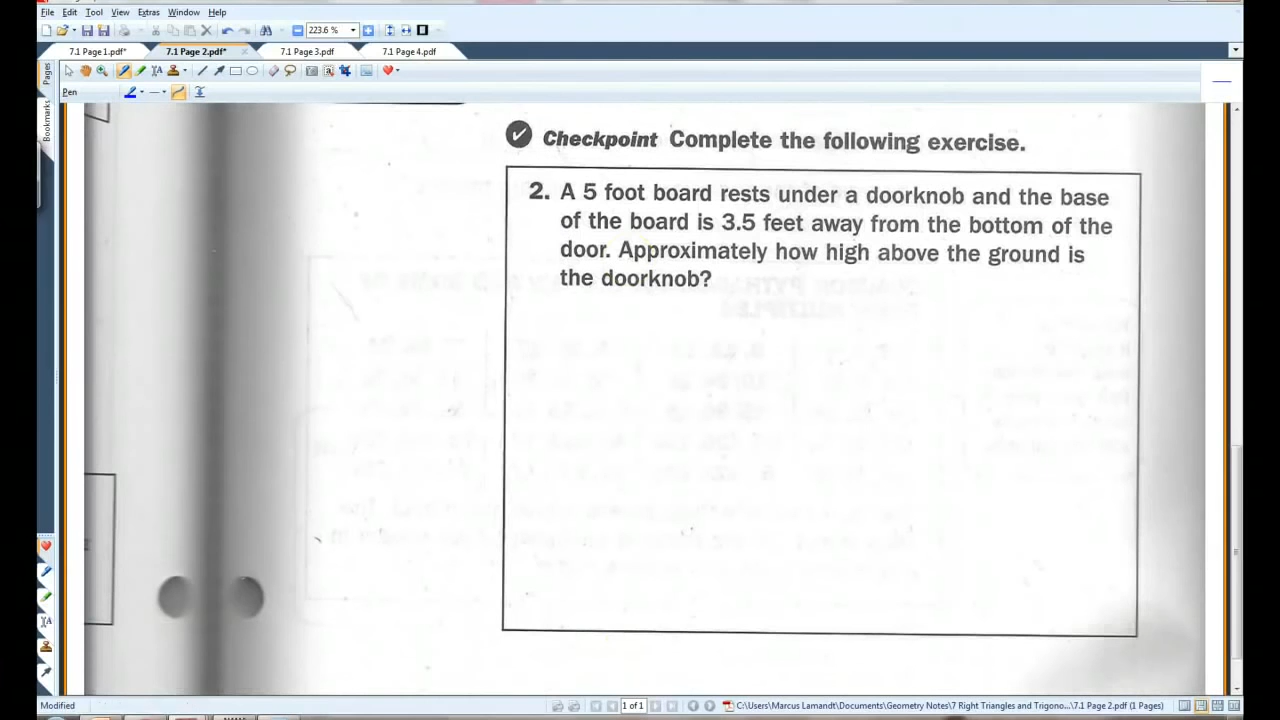 File Edit Tool View Extras Window Help
223.6 %
7.1 Page 1.pdf* 7.1 Page 2.pdf* 7.1 Page 3.pdf 7.1 Page 4.pdf
Pen
Pages
Bookmarks
Checkpoint Complete the following exercise.
2. A 5 foot board rests under a doorknob and the base
of the board is 3.5 feet away from the bottom of the
door. Approximately how high above the ground is
the doorknob?
Modified 1 of 1 C:\Users\Marcus Lamandt\Documents\Geometry Notes\7 Right Triangles and Trigono...\7.1 Page 2.pdf (1 Pages)